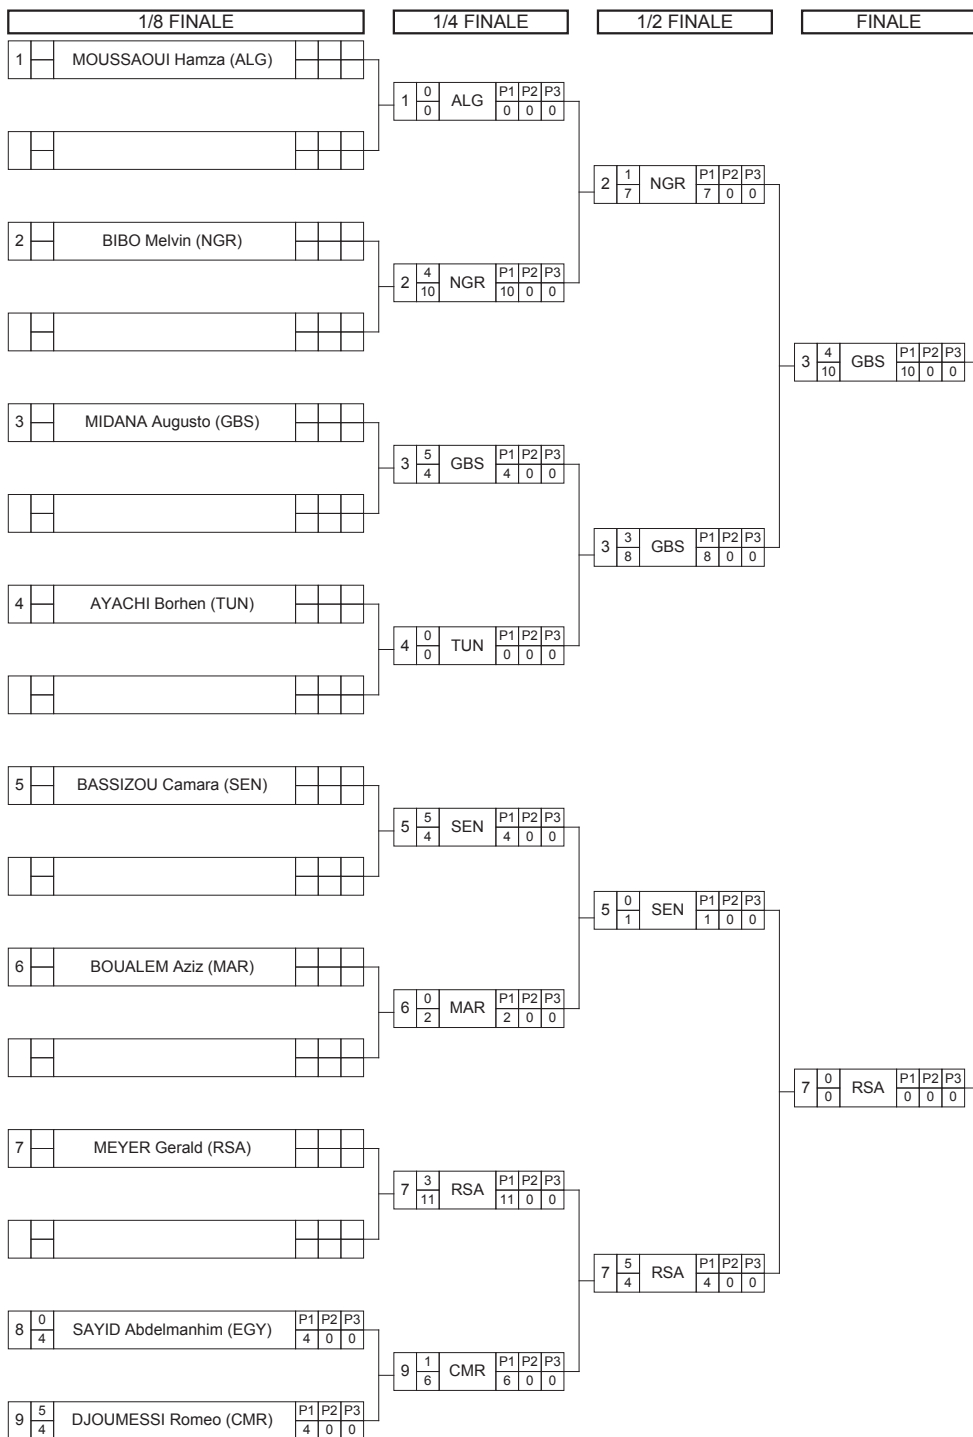 1/8 FINALE 1/4 FINALE 1/2 FINALE FINALE
1 MOUSSAOUI Hamza (ALG)
1 0 0 ALG P1 P2 P3 0 0 0
2 1 7 NGR P1 P2 P3 7 0 0
2 BIBO Melvin (NGR)
2 4 10 NGR P1 P2 P3 10 0 0
3 4 10 GBS P1 P2 P3 10 0 0
3 MIDANA Augusto (GBS)
3 5 4 GBS P1 P2 P3 4 0 0
3 3 8 GBS P1 P2 P3 8 0 0
4 AYACHI Borhen (TUN)
4 0 0 TUN P1 P2 P3 0 0 0
5 BASSIZOU Camara (SEN)
5 5 4 SEN P1 P2 P3 4 0 0
5 0 1 SEN P1 P2 P3 1 0 0
6 BOUALEM Aziz (MAR)
6 0 2 MAR P1 P2 P3 2 0 0
7 0 0 RSA P1 P2 P3 0 0 0
7 MEYER Gerald (RSA)
7 3 11 RSA P1 P2 P3 11 0 0
7 5 4 RSA P1 P2 P3 4 0 0
8 0 4 SAYID Abdelmanhim (EGY) P1 P2 P3 4 0 0
9 1 6 CMR P1 P2 P3 6 0 0
9 5 4 DJOUMESSI Romeo (CMR) P1 P2 P3 4 0 0